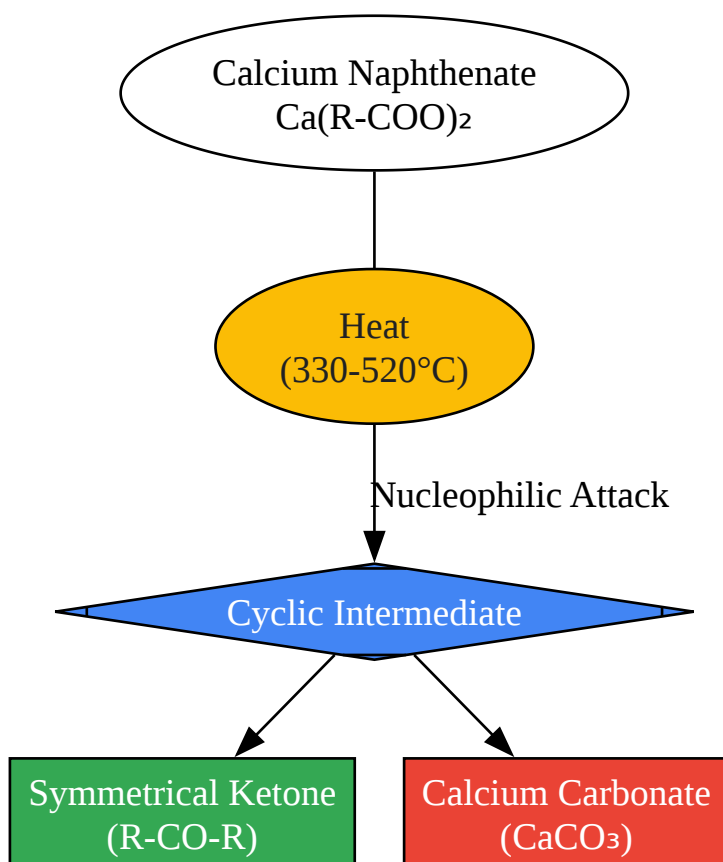 Calcium Naphthenate
Ca(R-COO)₂
Heat
(330-520°C)
Nucleophilic Attack
Cyclic Intermediate
Symmetrical Ketone
(R-CO-R)
Calcium Carbonate
(CaCO₃)